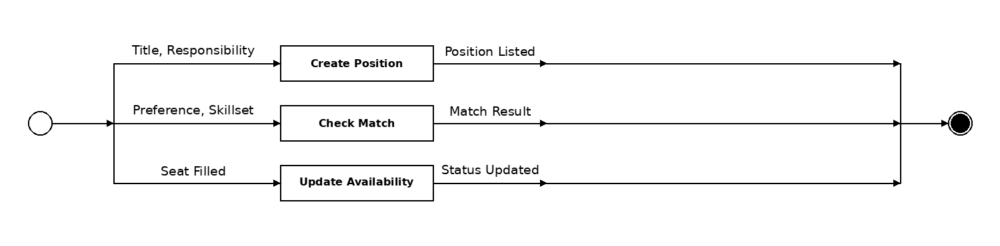 Title, Responsibility
Create Position
Position Listed
Preference, Skillset
Check Match
Match Result
Seat Filled
Update Availability
Status Updated